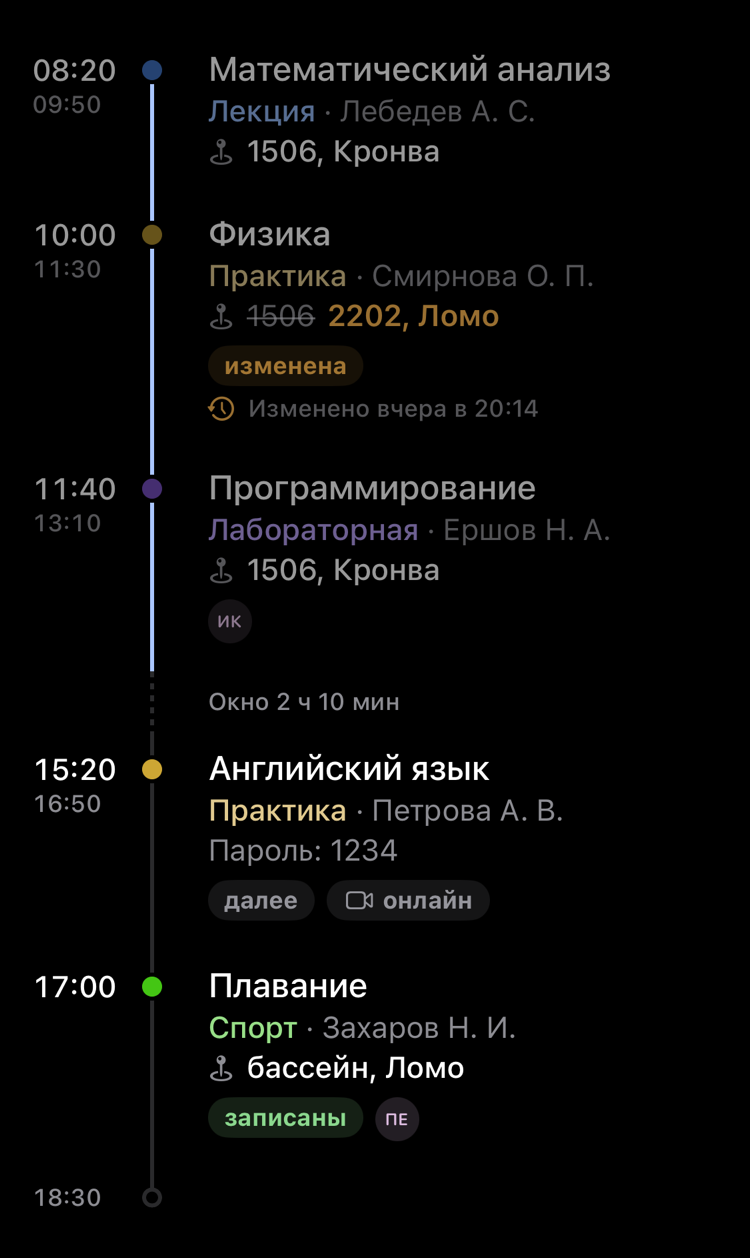 08:20 Математический анализ
09:50 Лекция · Лебедев А. С.
1506, Кронва
10:00 Физика
11:30 Практика · Смирнова О. П.
1506 2202, Ломо
изменена
Изменено вчера в 20:14
11:40 Программирование
13:10 Лабораторная · Ершов Н. А.
1506, Кронва
ИК
Окно 2 ч 10 мин
15:20 Английский язык
16:50 Практика · Петрова А. В.
Пароль: 1234
далее онлайн
17:00 Плавание
Спорт · Захаров Н. И.
бассейн, Ломо
записаны ПЕ
18:30